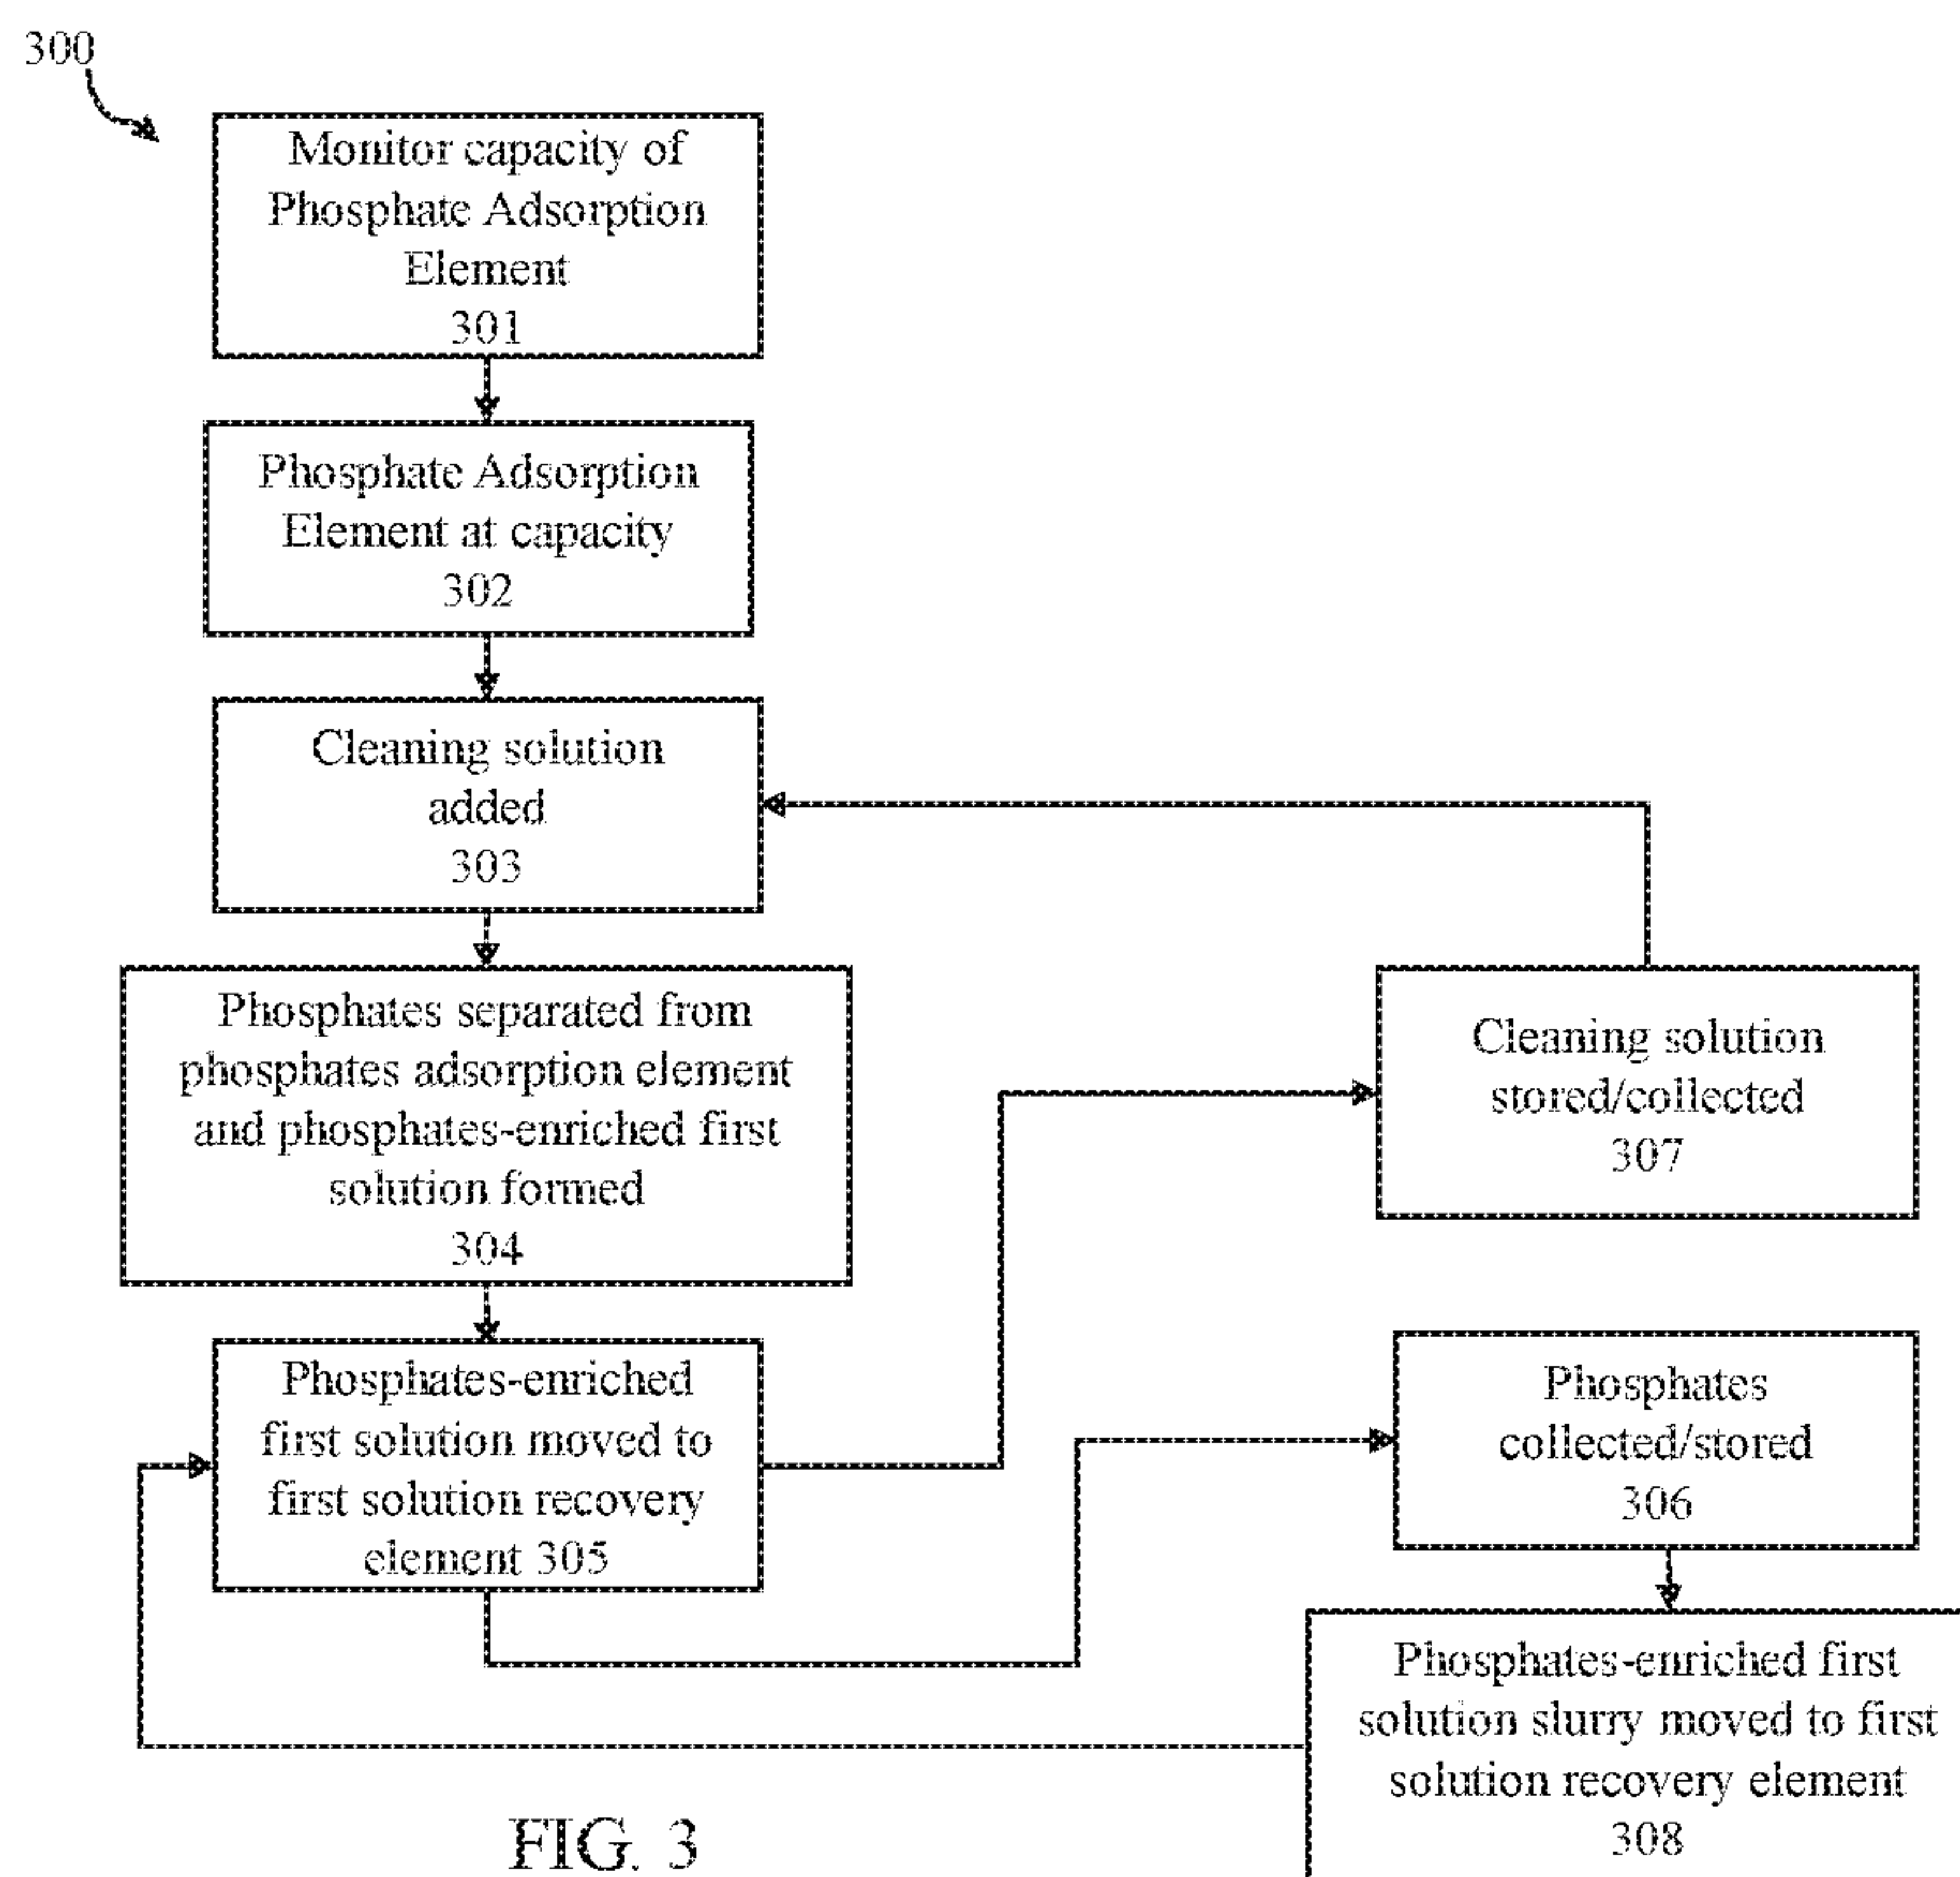 300
Monitor capacity of
Phosphate Adsorption
Element
301
Phosphate Adsorption
Element at capacity
302
Cleaning solution
added
303
Phosphates separated from
phosphates adsorption element
and phosphates-enriched first
solution formed
304
Cleaning solution
stored/collected
307
Phosphates-enriched
first solution moved to
first solution recovery
element 305
Phosphates
collected/stored
306
Phosphates-enriched first
solution slurry moved to first
solution recovery element
308
FIG. 3